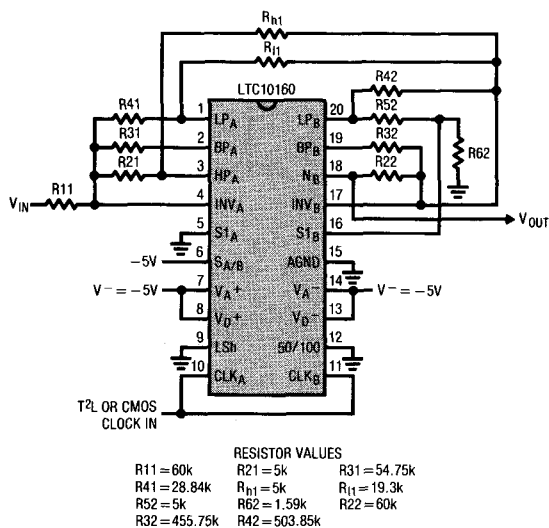 Rh1
Rl1
LTC10160
R41
R31
R21
R11
VIN
R42
R52
R32
R22
R62
VOUT
1 LPA
2 BPA
3 HPA
4 INVA
5 S1A
6 SA/B
7 VA+
8 VD+
9 LSh
10 CLKA
20 LPB
19 BPB
18 NB
17 INVB
16 S1B
15 AGND
14 VA−
13 VD−
12 50/100
11 CLKB
−5V
V− = −5V
V− = −5V
T2L OR CMOS
CLOCK IN
RESISTOR VALUES
R11 = 60k R21 = 5k R31 = 54.75k
R41 = 28.84k Rh1 = 5k Rl1 = 19.3k
R52 = 5k R62 = 1.59k R22 = 60k
R32 = 455.75k R42 = 503.85k